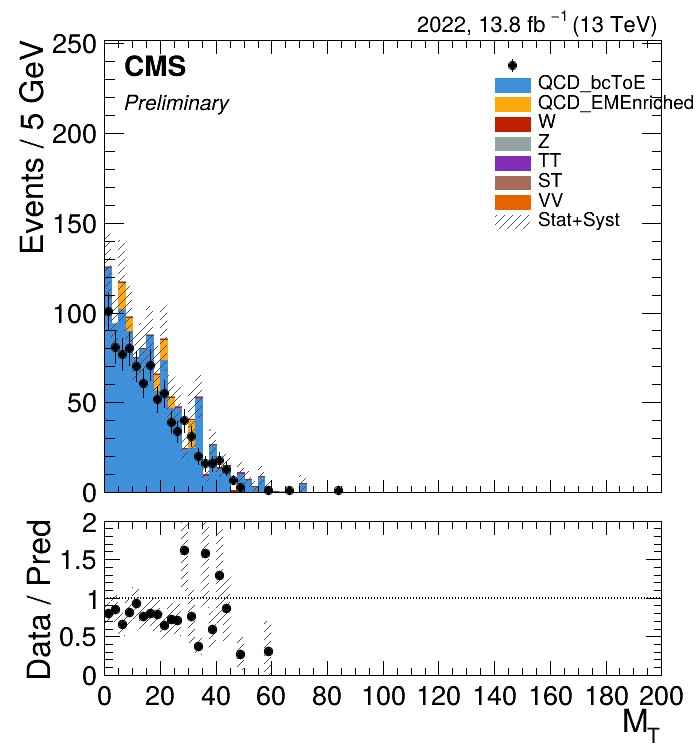 2022, 13.8 fb⁻¹ (13 TeV)
CMS
Preliminary
QCD_bcToE
QCD_EMEnriched
W
Z
TT
ST
VV
Stat+Syst
Events / 5 GeV
250
200
150
100
50
0
Data / Pred
2
1.5
1
0.5
0
0 20 40 60 80 100 120 140 160 180 200
M_T